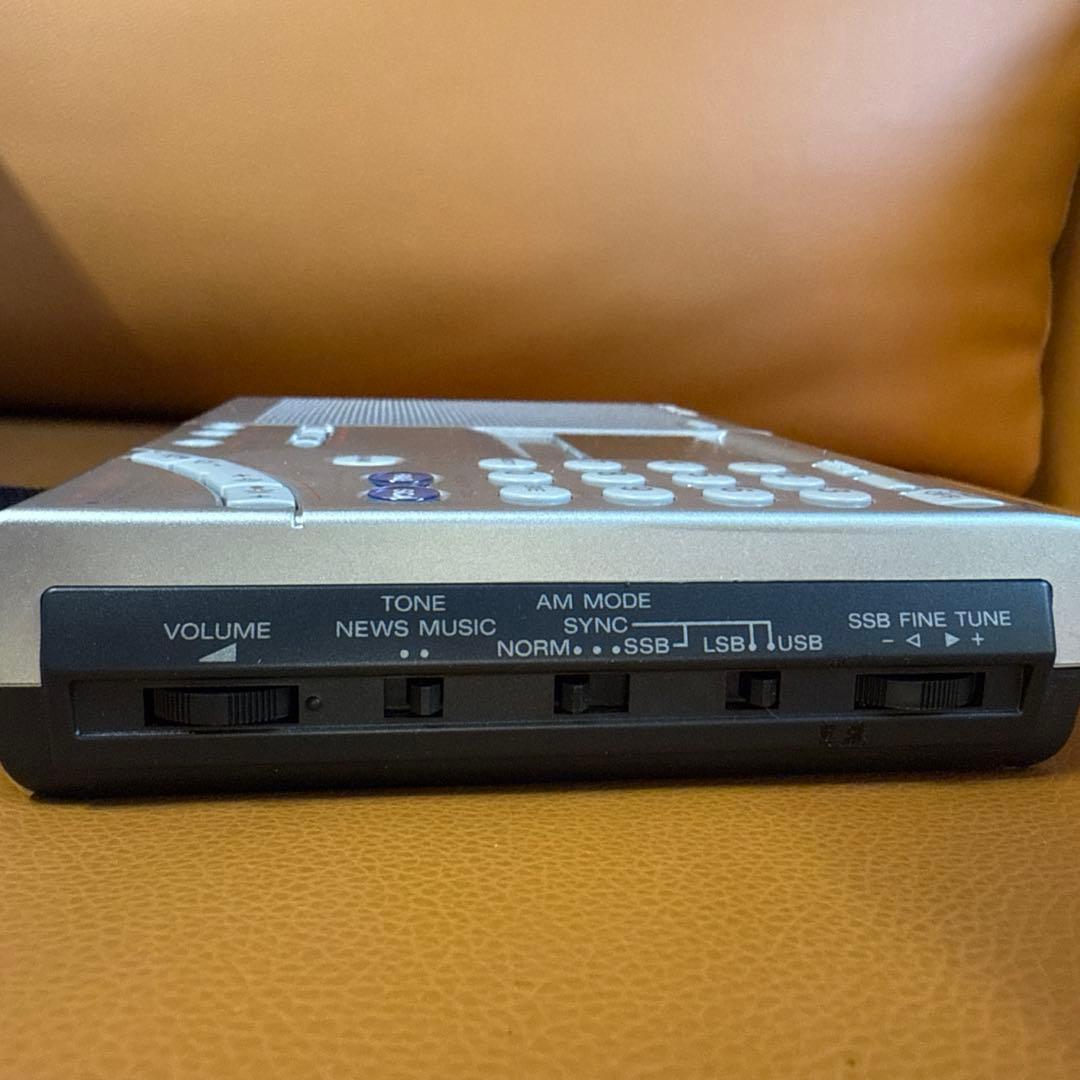 TONE
AM MODE
VOLUME
NEWS MUSIC
SYNC
SSB FINE TUNE
NORM • • • SSB
LSB
USB
− ◁ ▶ +